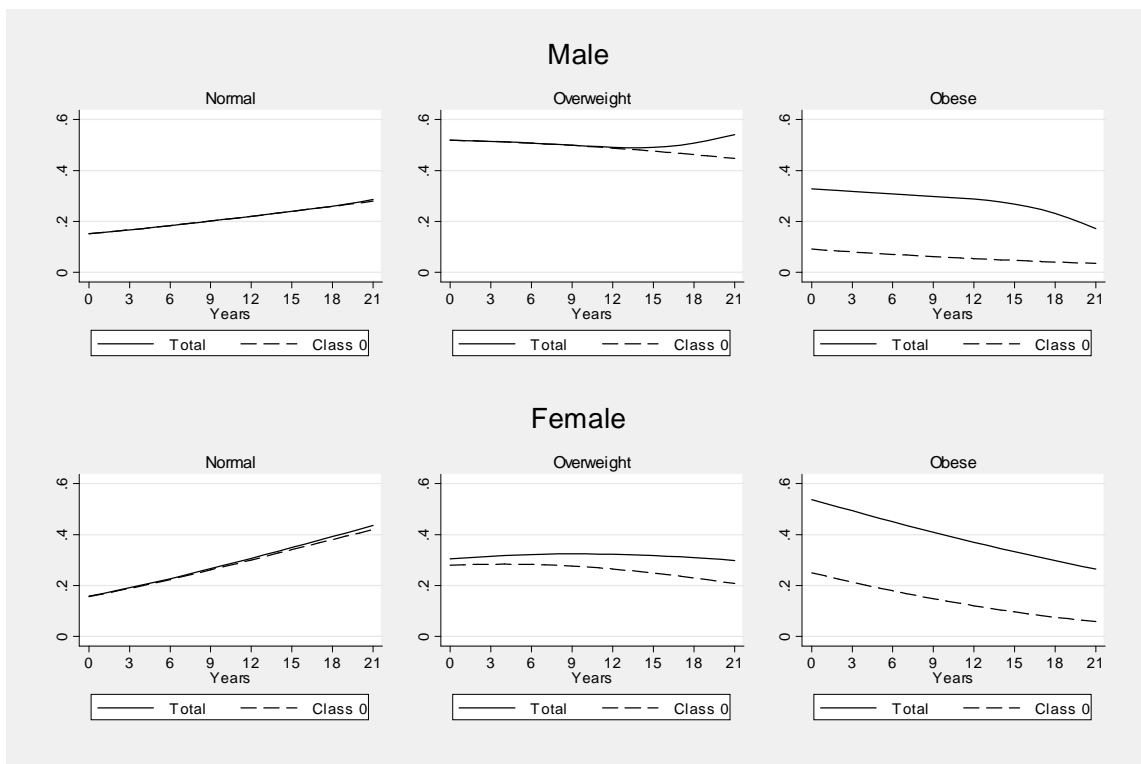 Male
Normal
Overweight
Obese
.6
.4
.2
0
0 3 6 9 12 15 18 21
Years
Total Class 0
.6
.4
.2
0
0 3 6 9 12 15 18 21
Years
Total Class 0
.6
.4
.2
0
0 3 6 9 12 15 18 21
Years
Total Class 0
Female
Normal
Overweight
Obese
.6
.4
.2
0
0 3 6 9 12 15 18 21
Years
Total Class 0
.6
.4
.2
0
0 3 6 9 12 15 18 21
Years
Total Class 0
.6
.4
.2
0
0 3 6 9 12 15 18 21
Years
Total Class 0